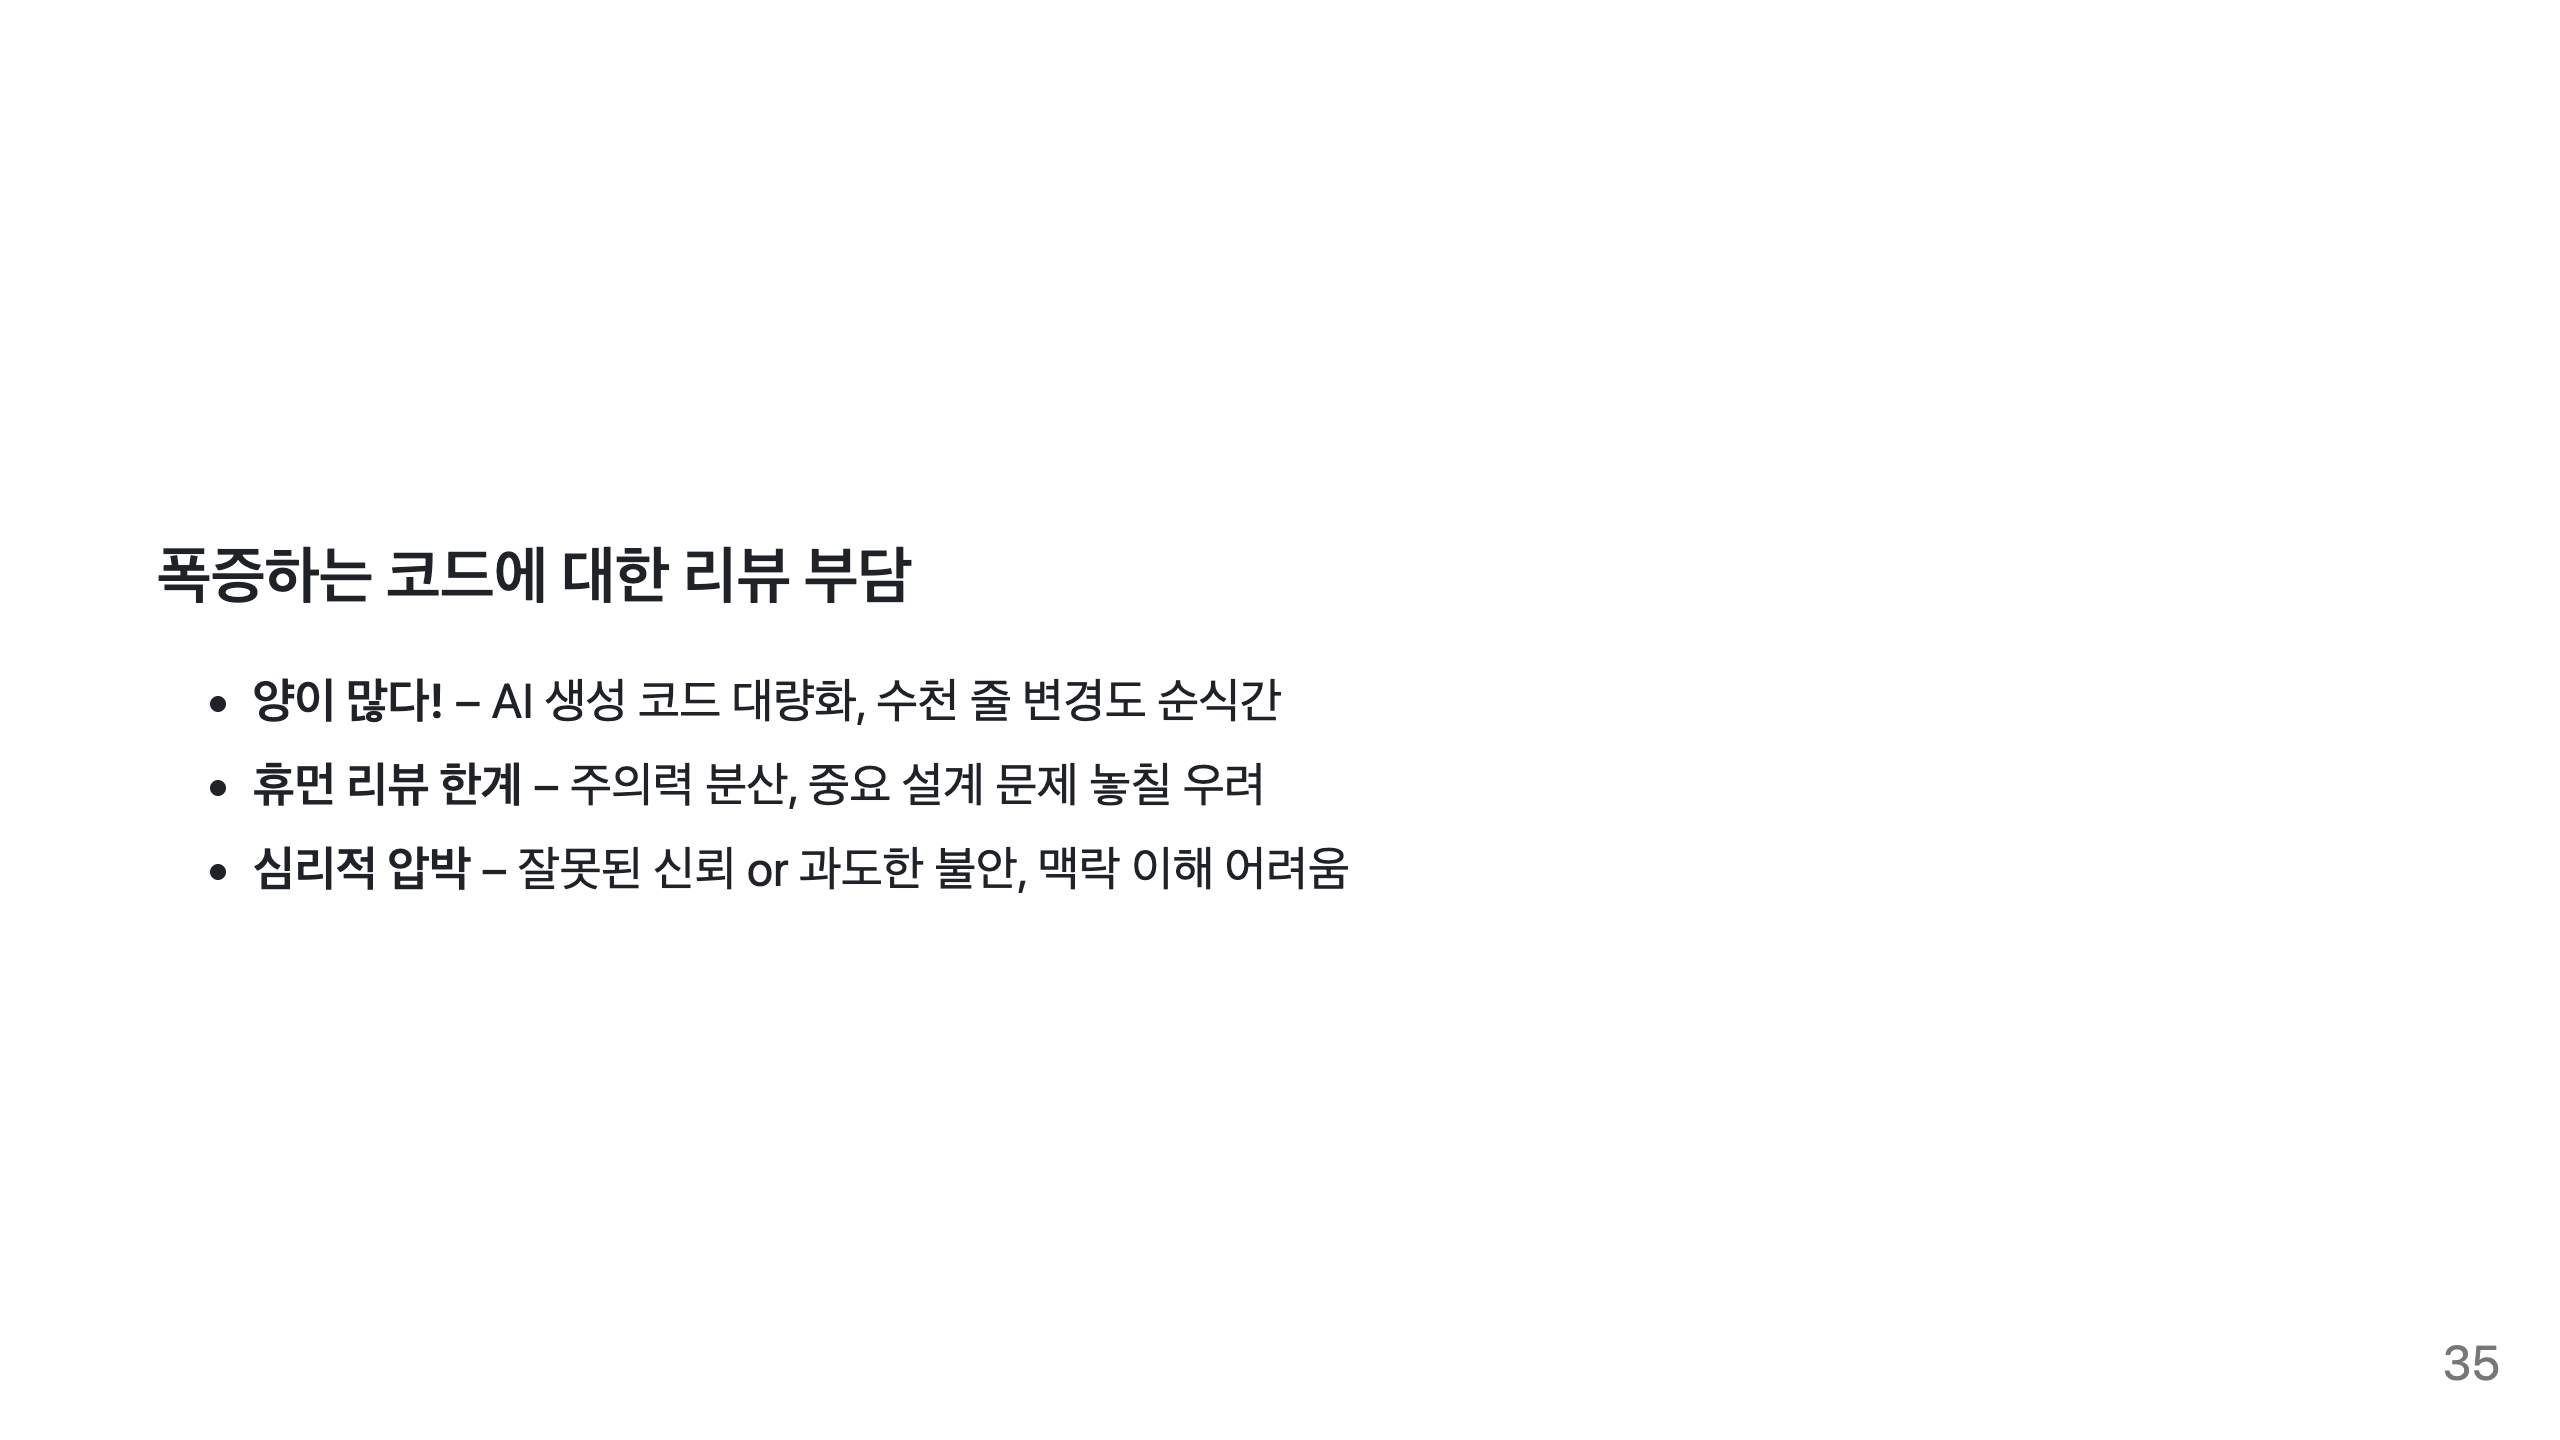 폭증하는 코드에 대한 리뷰 부담
• 양이 많다! – AI 생성 코드 대량화, 수천 줄 변경도 순식간
• 휴먼 리뷰 한계 – 주의력 분산, 중요 설계 문제 놓칠 우려
• 심리적 압박 – 잘못된 신뢰 or 과도한 불안, 맥락 이해 어려움
35